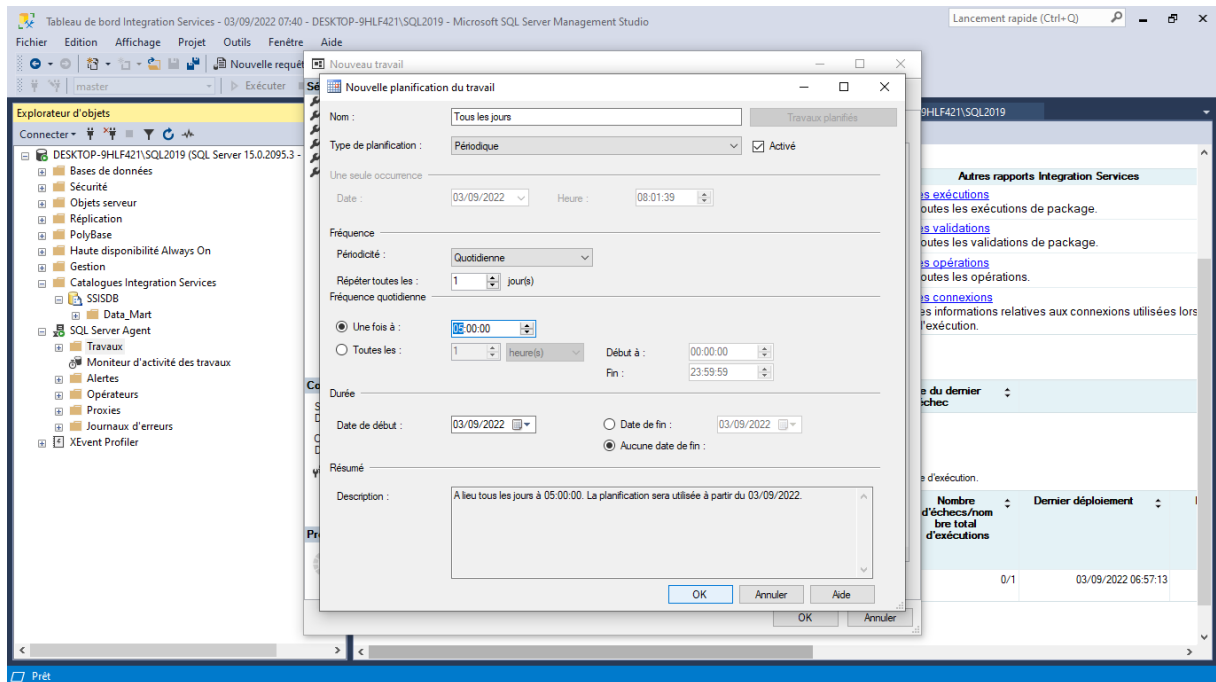 Tableau de bord Integration Services - 03/09/2022 07:40 - DESKTOP-9HLF421\SQL2019 - Microsoft SQL Server Management Studio
Lancement rapide (Ctrl+Q)
Fichier Edition Affichage Projet Outils Fenêtre Aide
Nouvelle requêt
master Exécuter
Explorateur d'objets
Connecter
DESKTOP-9HLF421\SQL2019 (SQL Server 15.0.2095.3 -
Bases de données
Sécurité
Objets serveur
Réplication
PolyBase
Haute disponibilité Always On
Gestion
Catalogues Integration Services
SSISDB
Data_Mart
SQL Server Agent
Travaux
Moniteur d'activité des travaux
Alertes
Opérateurs
Proxies
Journaux d'erreurs
XEvent Profiler
Nouveau travail
Sé
Co
Pr
Nouvelle planification du travail
Nom : Tous les jours Travaux planifiés
Type de planification : Périodique Activé
Une seule occurrence
Date : 03/09/2022 Heure : 08:01:39
Fréquence
Périodicité : Quotidienne
Répéter toutes les : 1 jour(s)
Fréquence quotidienne
Une fois à : 05:00:00
Toutes les : 1 heure(s) Début à : 00:00:00
Fin : 23:59:59
Durée
Date de début : 03/09/2022 Date de fin : 03/09/2022
Aucune date de fin :
Résumé
Description : A lieu tous les jours à 05:00:00. La planification sera utilisée à partir du 03/09/2022.
OK Annuler Aide
OK Annuler
9HLF421\SQL2019
Autres rapports Integration Services
es exécutions
outes les exécutions de package.
es validations
outes les validations de package.
es opérations
outes les opérations.
es connexions
es informations relatives aux connexions utilisées lors
l'exécution.
e du dernier
échec
e d'exécution.
Nombre
d'échecs/nom
bre total
d'exécutions
Dernier déploiement
0/1 03/09/2022 06:57:13
Prêt